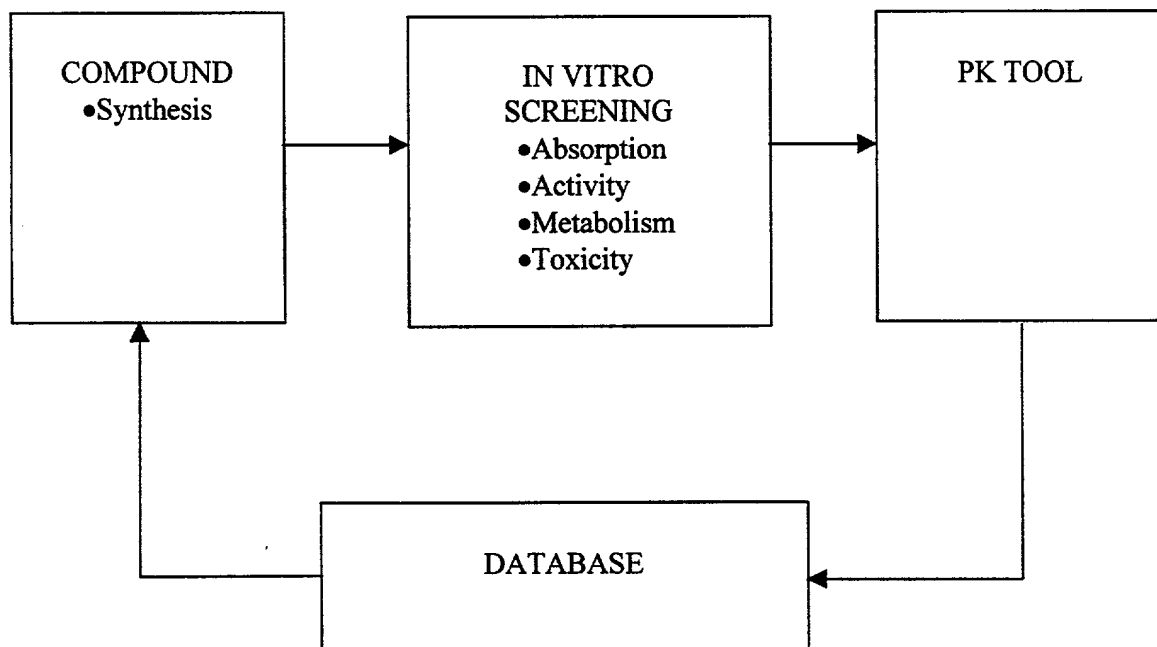 COMPOUND
•Synthesis
IN VITRO
SCREENING
•Absorption
•Activity
•Metabolism
•Toxicity
PK TOOL
DATABASE